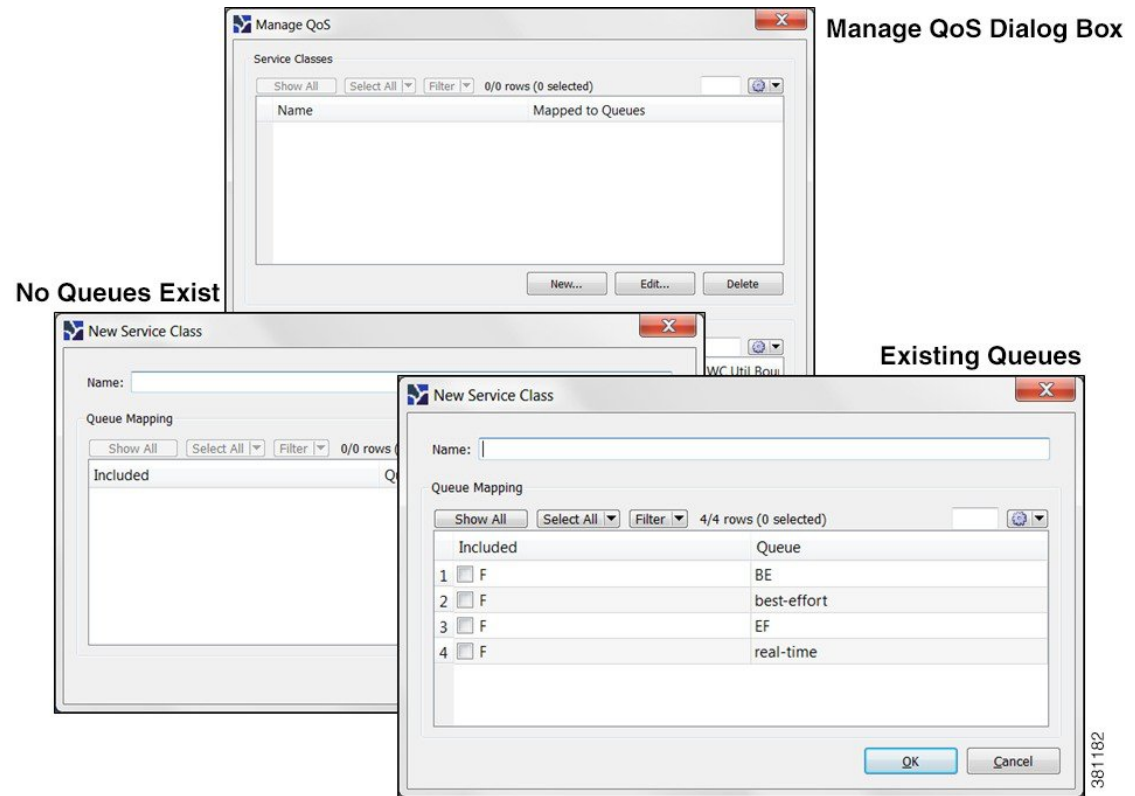 Manage QoS
Manage QoS Dialog Box
Service Classes
Show All Select All Filter 0/0 rows (0 selected)
Name Mapped to Queues
New... Edit... Delete
No Queues Exist
New Service Class
WC Util
Name:
Queue Mapping
Show All Select All Filter 0/0 rows
Included
Existing Queues
New Service Class
Name:
Queue Mapping
Show All Select All Filter 4/4 rows (0 selected)
Included Queue
1 F BE
2 F best-effort
3 F EF
4 F real-time
OK Cancel
381182